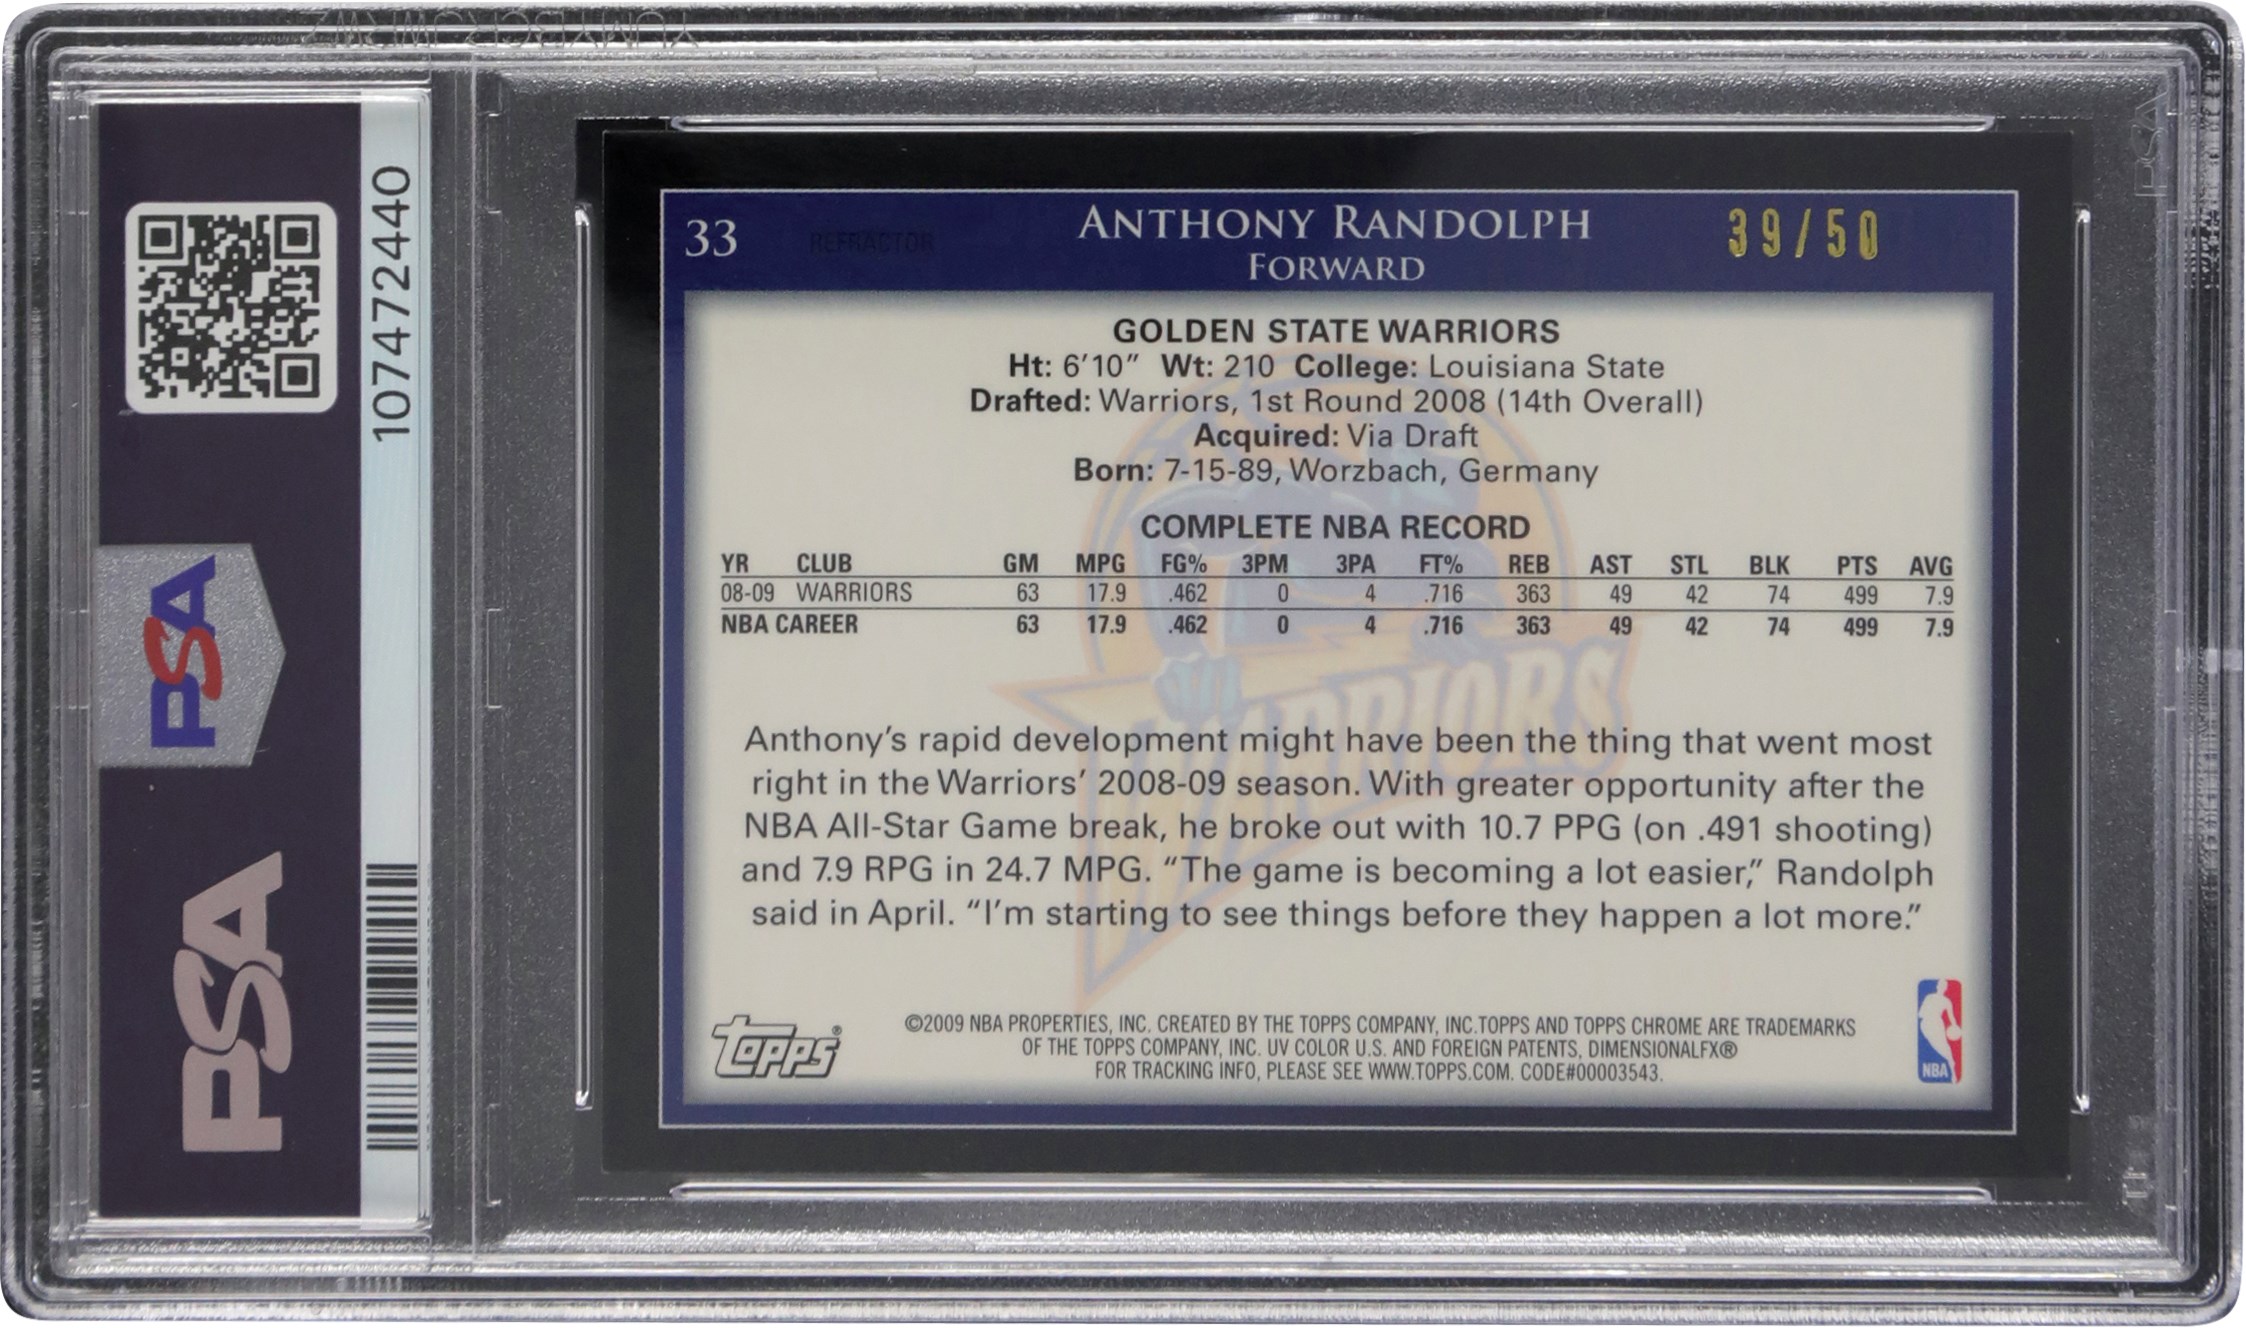 107472440
PSA
PSA
33
REFRACTOR
ANTHONY RANDOLPH
FORWARD
39/50
GOLDEN STATE WARRIORS
Ht: 6'10" Wt: 210 College: Louisiana State
Drafted: Warriors, 1st Round 2008 (14th Overall)
Acquired: Via Draft
Born: 7-15-89, Worzbach, Germany
COMPLETE NBA RECORD
YR CLUB GM MPG FG% 3PM 3PA FT% REB AST STL BLK PTS AVG
08-09 WARRIORS 63 17.9 .462 0 4 .716 363 49 42 74 499 7.9
NBA CAREER 63 17.9 .462 0 4 .716 363 49 42 74 499 7.9
WARRIORS
Anthony's rapid development might have been the thing that went most
right in the Warriors' 2008-09 season. With greater opportunity after the
NBA All-Star Game break, he broke out with 10.7 PPG (on .491 shooting)
and 7.9 RPG in 24.7 MPG. "The game is becoming a lot easier," Randolph
said in April. "I'm starting to see things before they happen a lot more."
Topps®
©2009 NBA PROPERTIES, INC. CREATED BY THE TOPPS COMPANY, INC.TOPPS AND TOPPS CHROME ARE TRADEMARKS
OF THE TOPPS COMPANY, INC. UV COLOR U.S. AND FOREIGN PATENTS, DIMENSIONALFX®
FOR TRACKING INFO, PLEASE SEE WWW.TOPPS.COM. CODE#00003543.
NBA
PSA